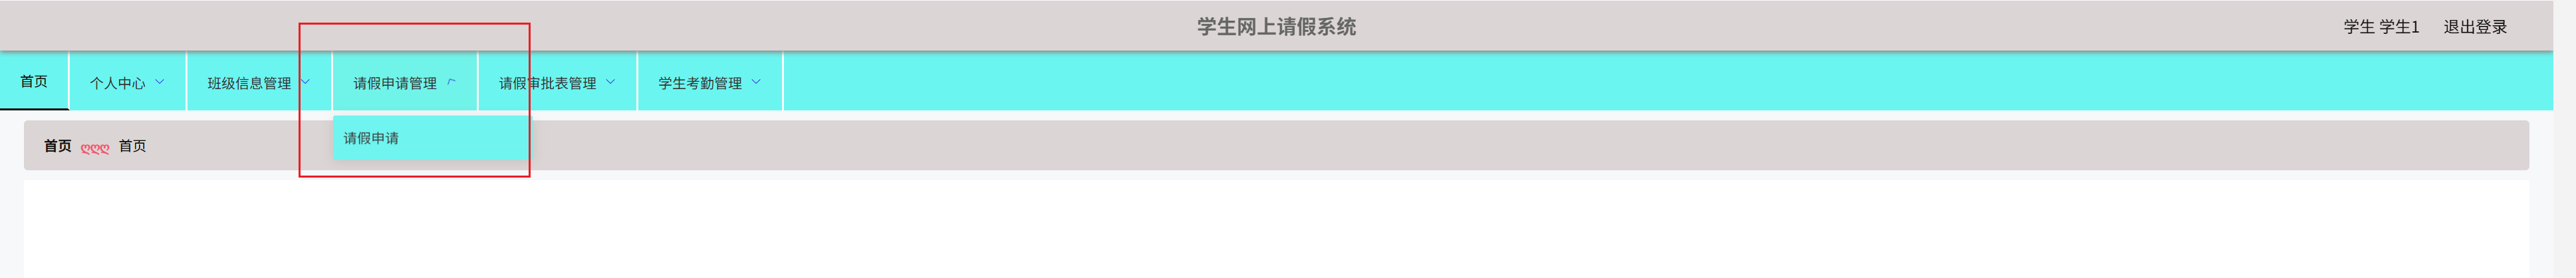 学生网上请假系统
学生 学生1 退出登录
首页 个人中心 班级信息管理 请假申请管理 请假审批表管理 学生考勤管理
请假申请
首页 ღღღ 首页